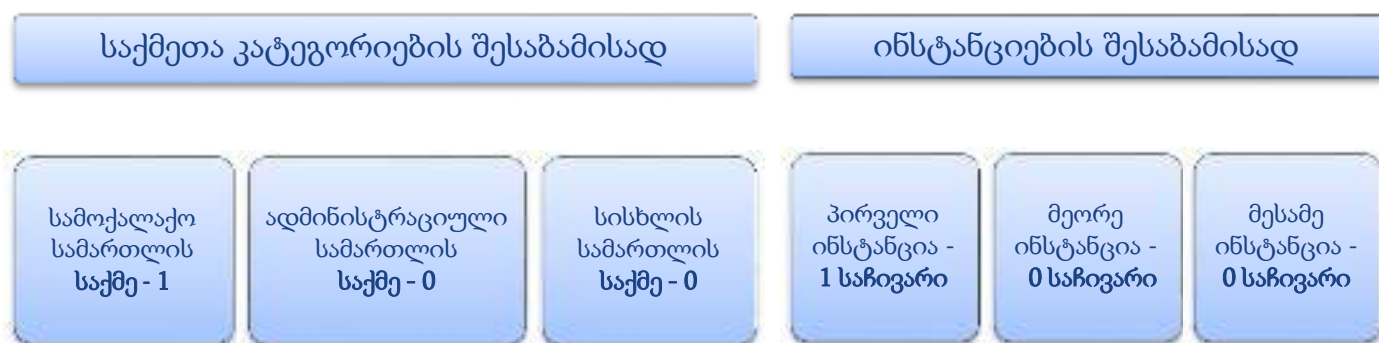 საქმეთა კატეგორიების შესაბამისად
ინსტანციების შესაბამისად
სამოქალაქო
სამართლის
საქმე - 1
ადმინისტრაციული
სამართლის
საქმე - 0
სისხლის
სამართლის
საქმე - 0
პირველი
ინსტანცია -
1 საჩივარი
მეორე
ინსტანცია -
0 საჩივარი
მესამე
ინსტანცია -
0 საჩივარი